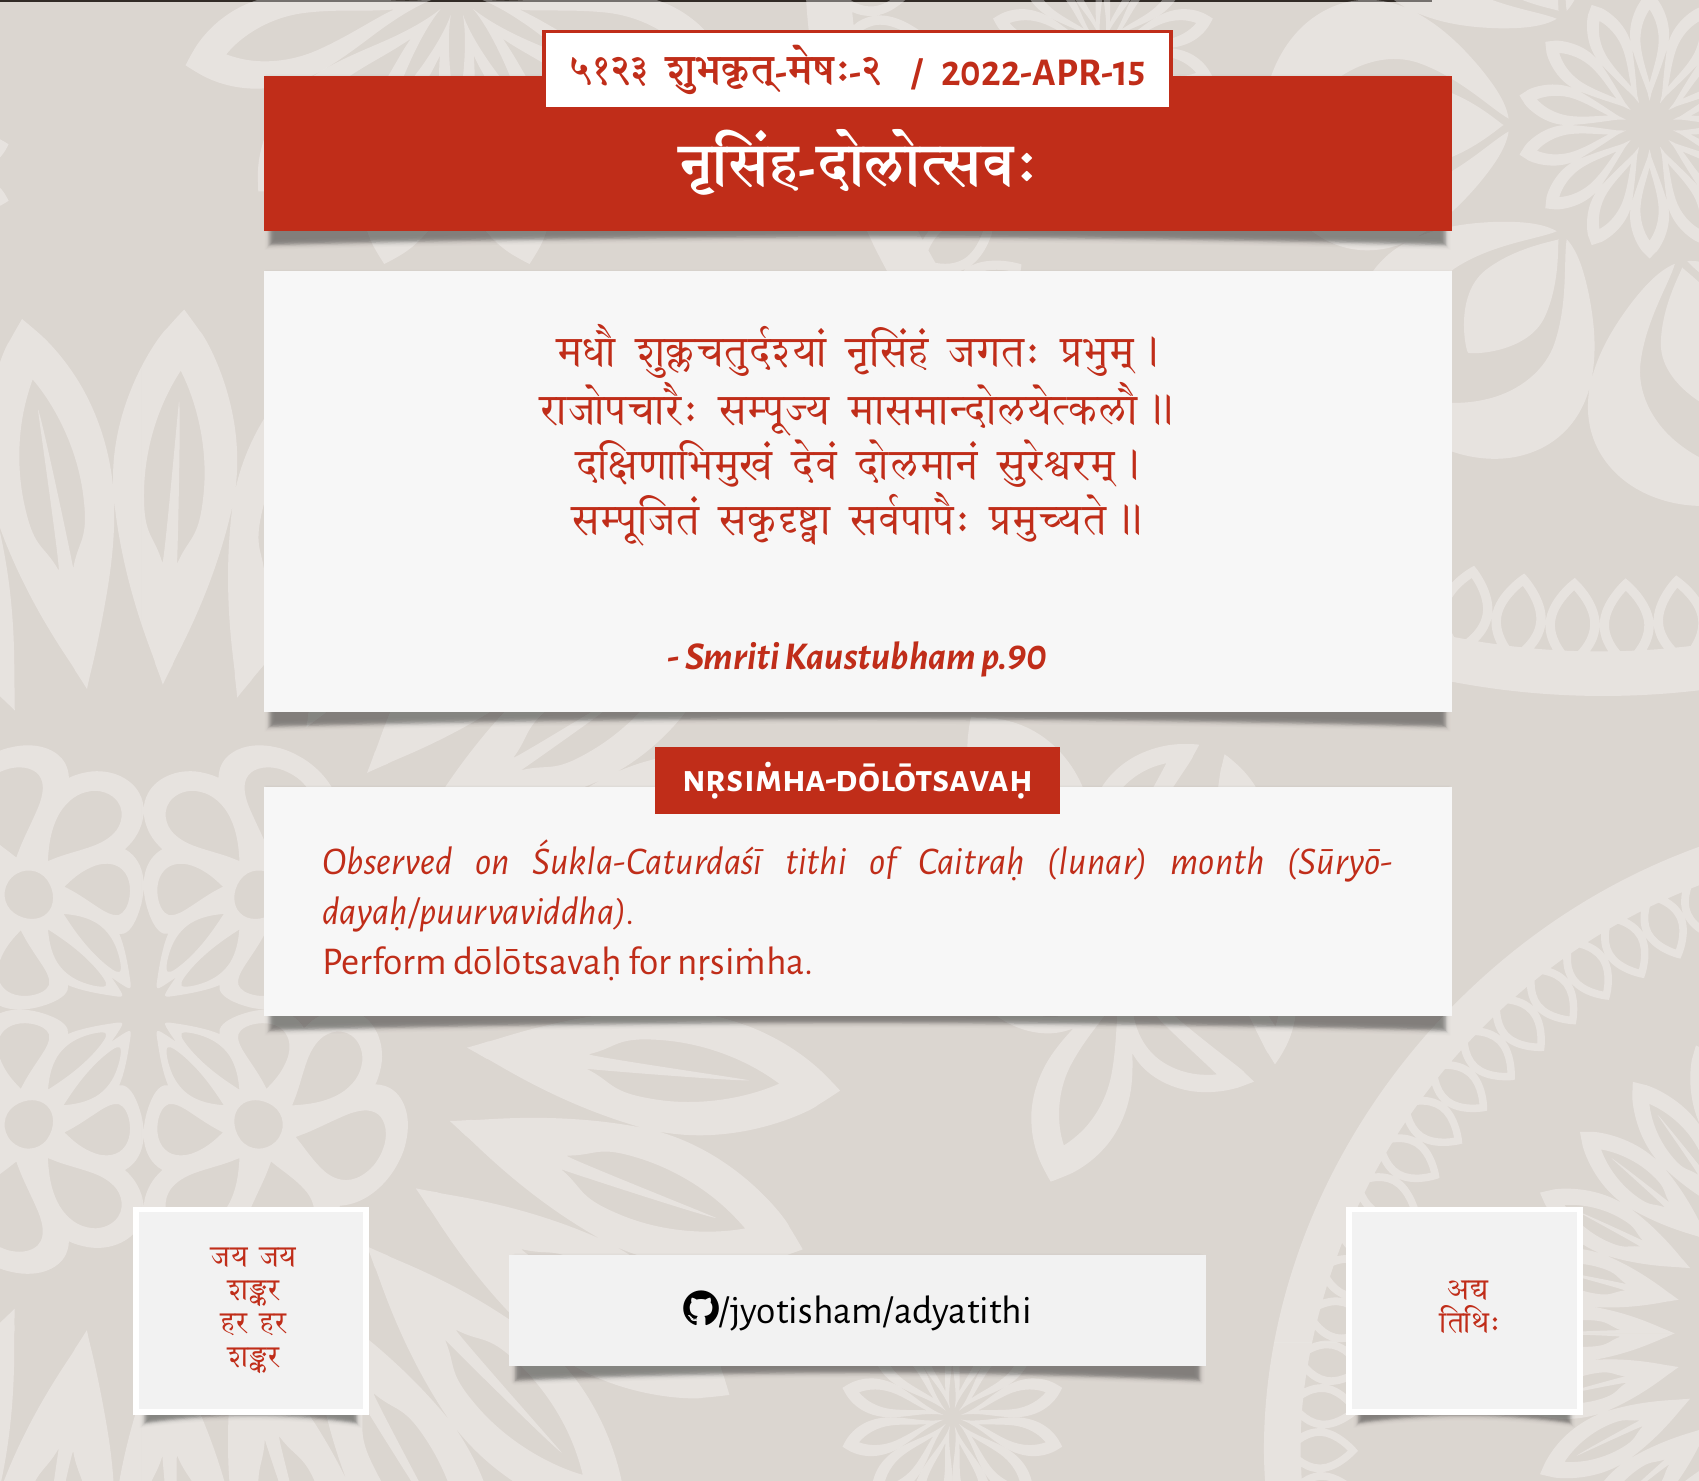 ५१२३ शुभकृत्-मेषः-२ / 2022-APR-15
नृसिंह-दोलोत्सवः
मधौ शुक्लचतुर्दश्यां नृसिंहं जगतः प्रभुम्।
राजोपचारैः सम्पूज्य मासमान्दोलयेत्कलौ॥
दक्षिणाभिमुखं देवं दोलमानं सुरेश्वरम्।
सम्पूजितं सकृद्दृष्ट्वा सर्वपापैः प्रमुच्यते॥
- Smriti Kaustubham p.90
NṚSIṀHA-DŌLŌTSAVAḤ
Observed on Śukla-Caturdaśī tithi of Caitraḥ (lunar) month (Sūryō-
dayaḥ/puurvaviddha).
Perform dōlōtsavaḥ for nṛsiṁha.
जय जय
शङ्कर
हर हर
शङ्कर
/jyotisham/adyatithi
अद्य
तिथिः